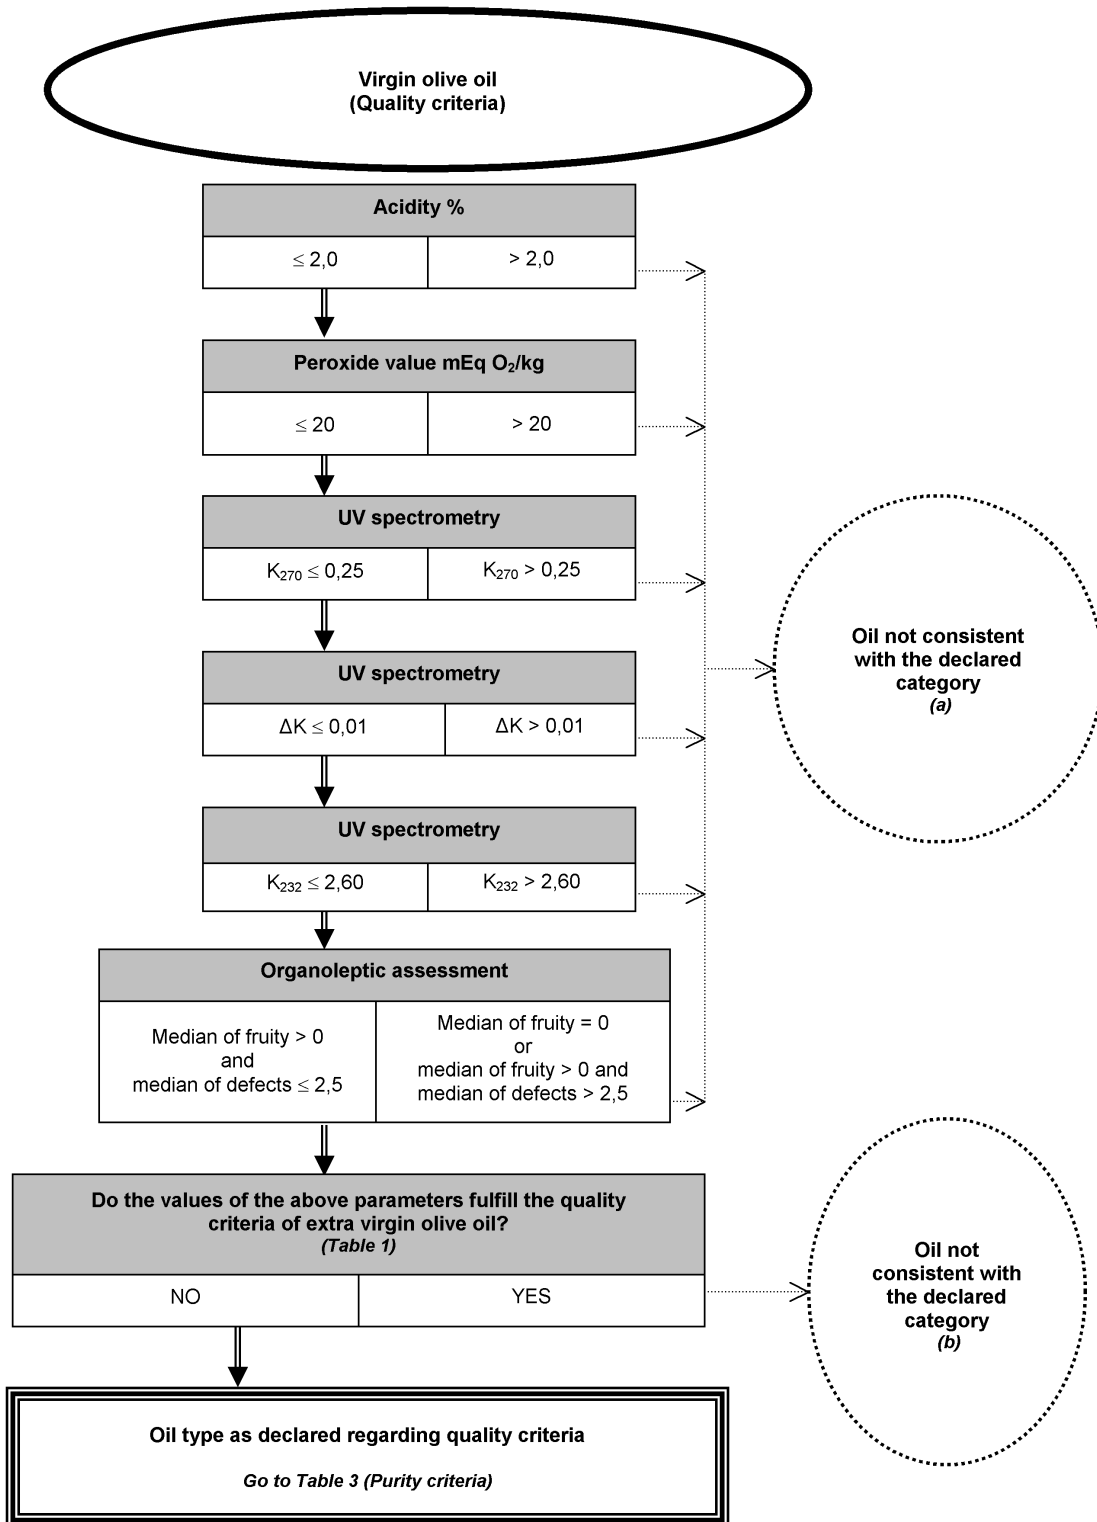 Virgin olive oil
(Quality criteria)
Acidity %
≤ 2,0
> 2,0
Peroxide value mEq O₂/kg
≤ 20
> 20
UV spectrometry
K₂₇₀ ≤ 0,25
K₂₇₀ > 0,25
UV spectrometry
ΔK ≤ 0,01
ΔK > 0,01
UV spectrometry
K₂₃₂ ≤ 2,60
K₂₃₂ > 2,60
Organoleptic assessment
Median of fruity > 0
and
median of defects ≤ 2,5
Median of fruity = 0
or
median of fruity > 0 and
median of defects > 2,5
Oil not consistent
with the declared
category
(a)
Do the values of the above parameters fulfill the quality
criteria of extra virgin olive oil?
(Table 1)
NO
YES
Oil not
consistent with
the declared
category
(b)
Oil type as declared regarding quality criteria
Go to Table 3 (Purity criteria)